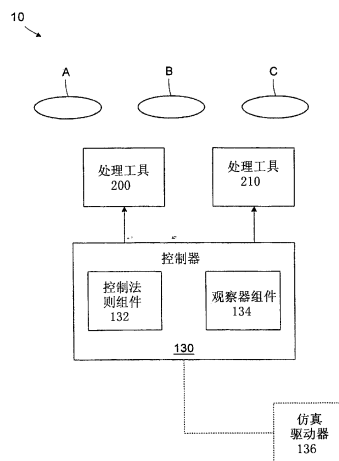 10
A
B
C
处理工具
200
处理工具
210
控制器
控制法
则组件
132
观察器组件
134
130
仿真
驱动器
136